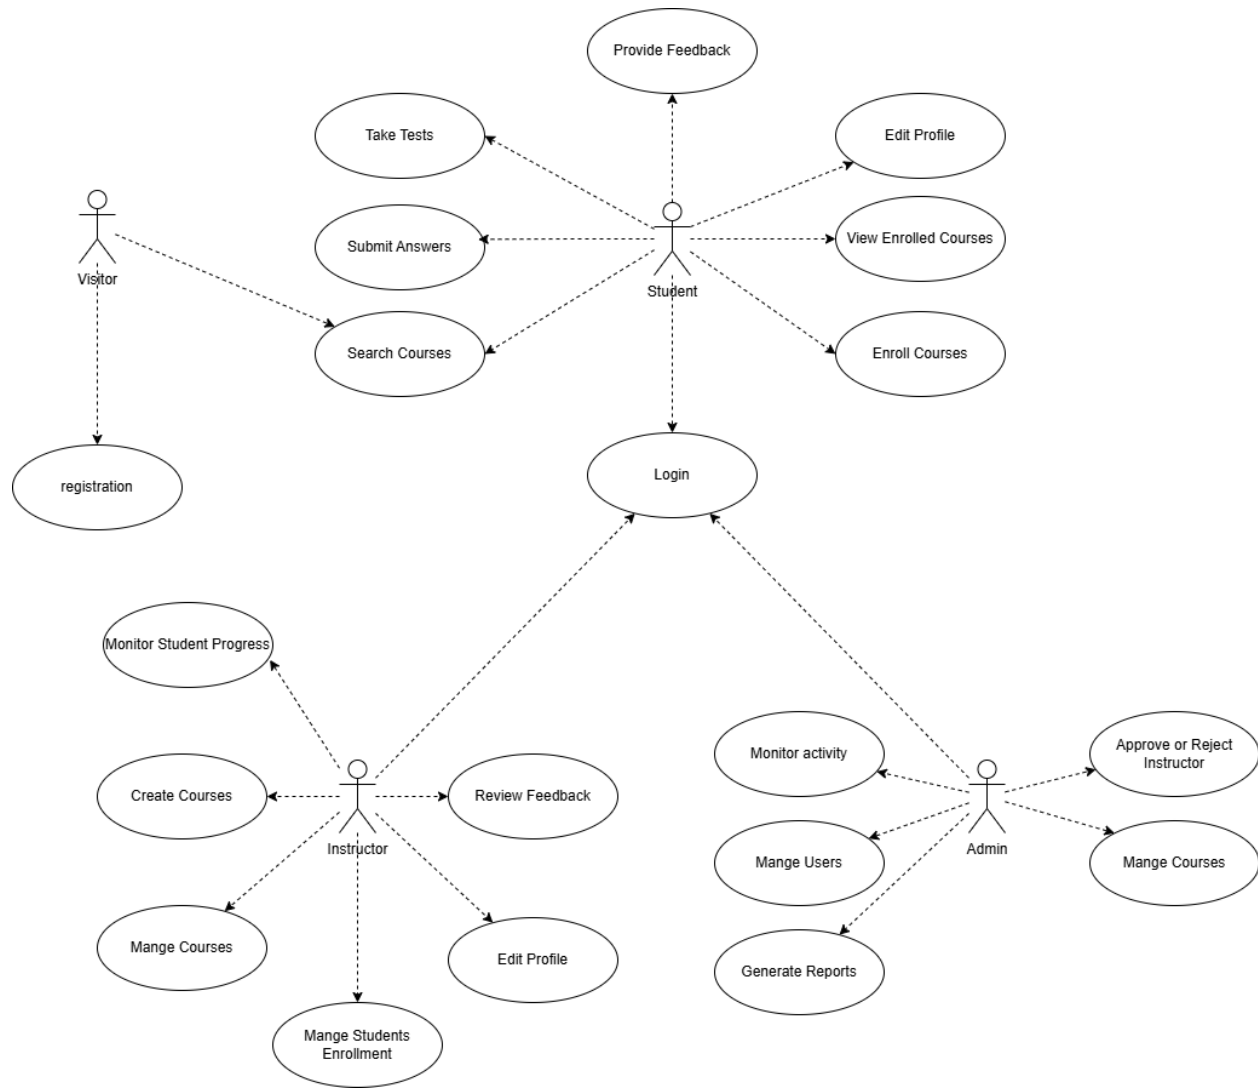 Provide Feedback
Take Tests
Edit Profile
Visitor
Submit Answers
Student
View Enrolled Courses
Search Courses
Enroll Courses
registration
Login
Monitor Student Progress
Create Courses
Instructor
Review Feedback
Mange Courses
Edit Profile
Mange Students
Enrollment
Monitor activity
Approve or Reject
Instructor
Mange Users
Admin
Mange Courses
Generate Reports